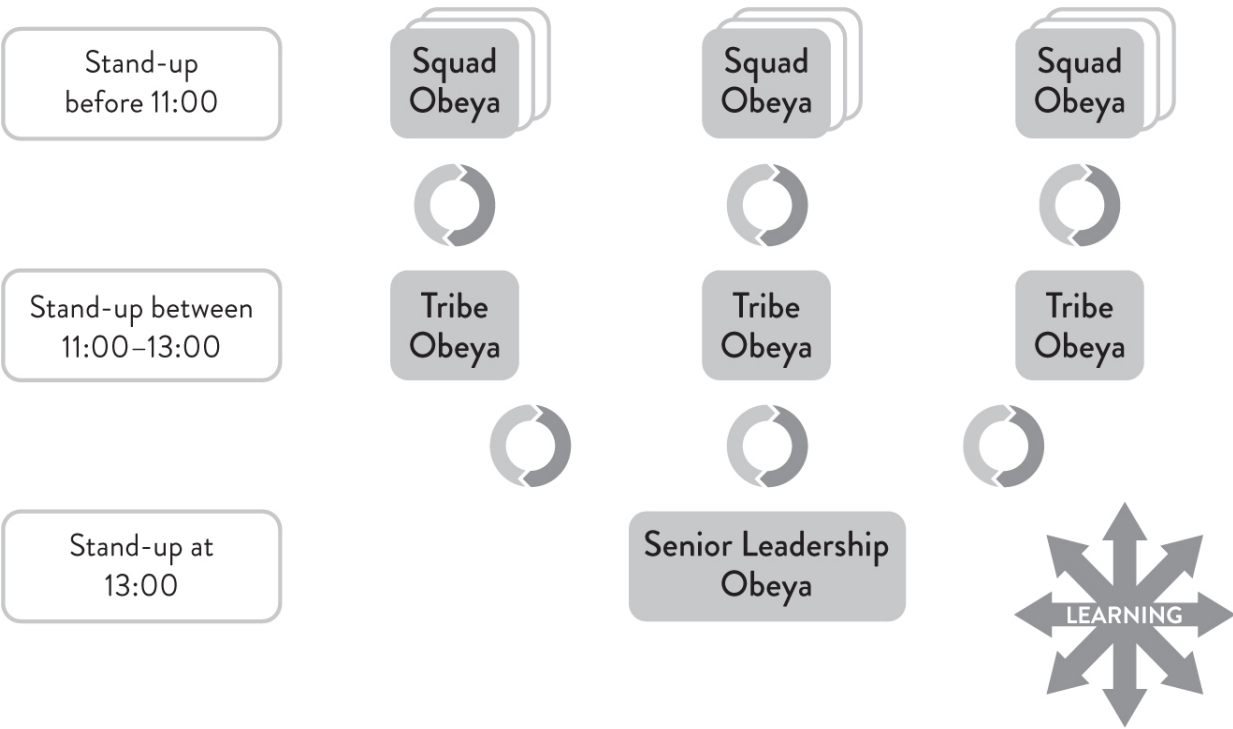 Stand-up
before 11:00
Squad
Obeya
Squad
Obeya
Squad
Obeya
Stand-up between
11:00–13:00
Tribe
Obeya
Tribe
Obeya
Tribe
Obeya
Stand-up at
13:00
Senior Leadership
Obeya
LEARNING